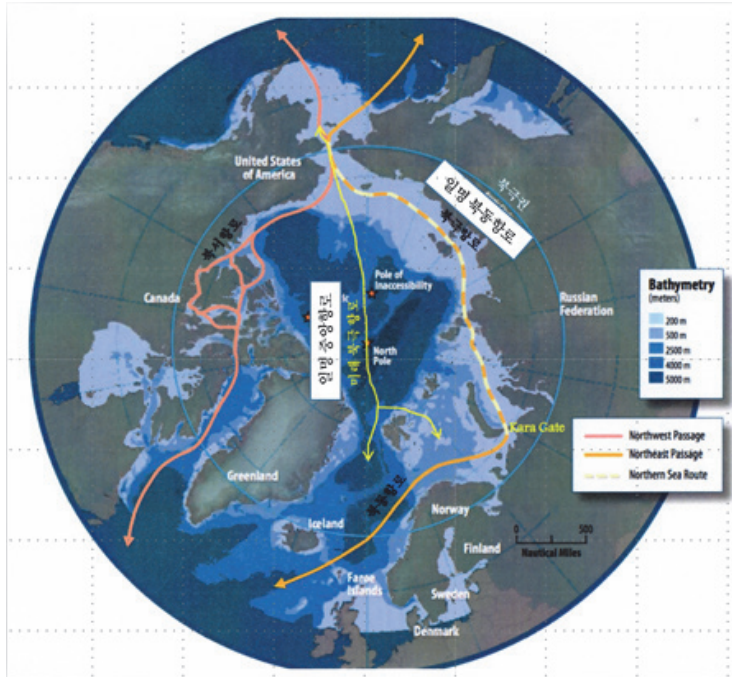 United States
of America
북극권
일명 북동항로
북극항로
북서항로
Canada
Pole of
Inaccessibility
Russian
Federation
일명 중앙항로
미래 북극 항로
North
Pole
Kara Gate
Greenland
북동항로
Iceland
Norway
Finland
Faroe
Islands
Sweden
Denmark
0 500
Nautical Miles
Bathymetry
(meters)
200 m
500 m
2500 m
4000 m
5000 m
Northwest Passage
Northeast Passage
Northern Sea Route